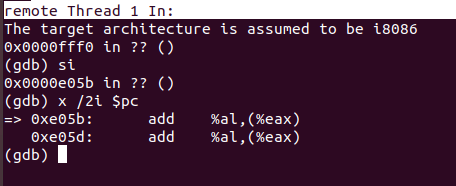 remote Thread 1 In:
The target architecture is assumed to be i8086
0x0000fff0 in ?? ()
(gdb) si
0x0000e05b in ?? ()
(gdb) x /2i $pc
=> 0xe05b:      add    %al,(%eax)
   0xe05d:      add    %al,(%eax)
(gdb)